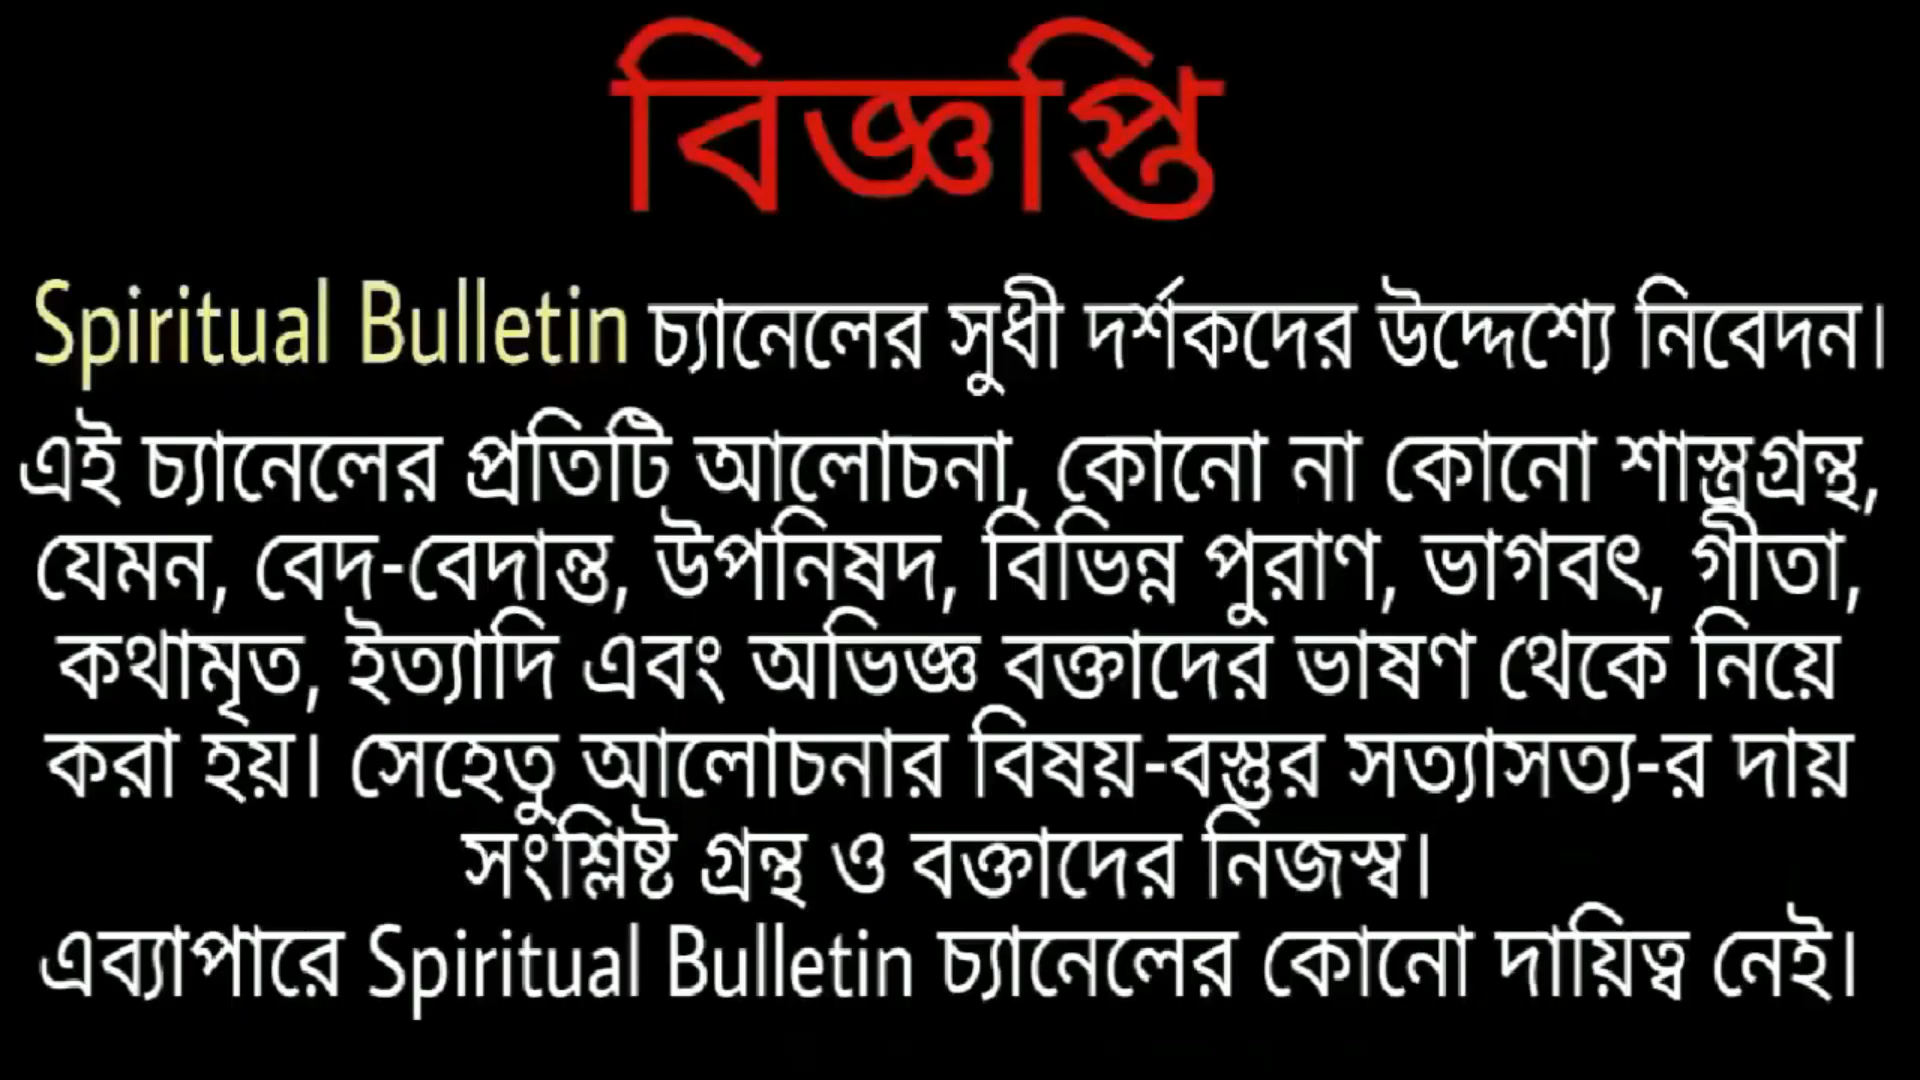 বিজ্ঞপ্তি
Spiritual Bulletin চ্যানেলের সুধী দর্শকদের উদ্দেশ্যে নিবেদন।
এই চ্যানেলের প্রতিটি আলোচনা, কোনো না কোনো শাস্ত্রগ্রন্থ,
যেমন, বেদ-বেদান্ত, উপনিষদ, বিভিন্ন পুরাণ, ভাগবৎ, গীতা,
কথামৃত, ইত্যাদি এবং অভিজ্ঞ বক্তাদের ভাষণ থেকে নিয়ে
করা হয়। সেহেতু আলোচনার বিষয়-বস্তুর সত্যাসত্য-র দায়
সংশ্লিষ্ট গ্রন্থ ও বক্তাদের নিজস্ব।
এব্যাপারে Spiritual Bulletin চ্যানেলের কোনো দায়িত্ব নেই।